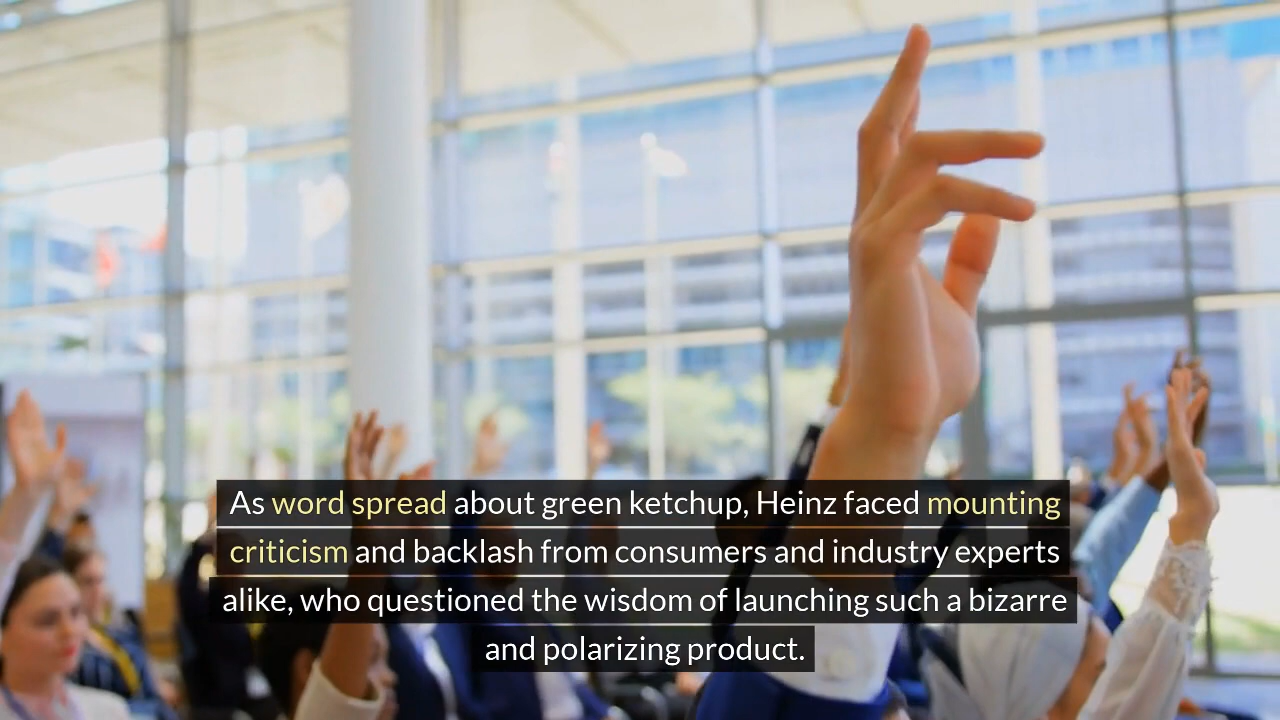 As word spread about green ketchup, Heinz faced mounting
criticism and backlash from consumers and industry experts
alike, who questioned the wisdom of launching such a bizarre
and polarizing product.